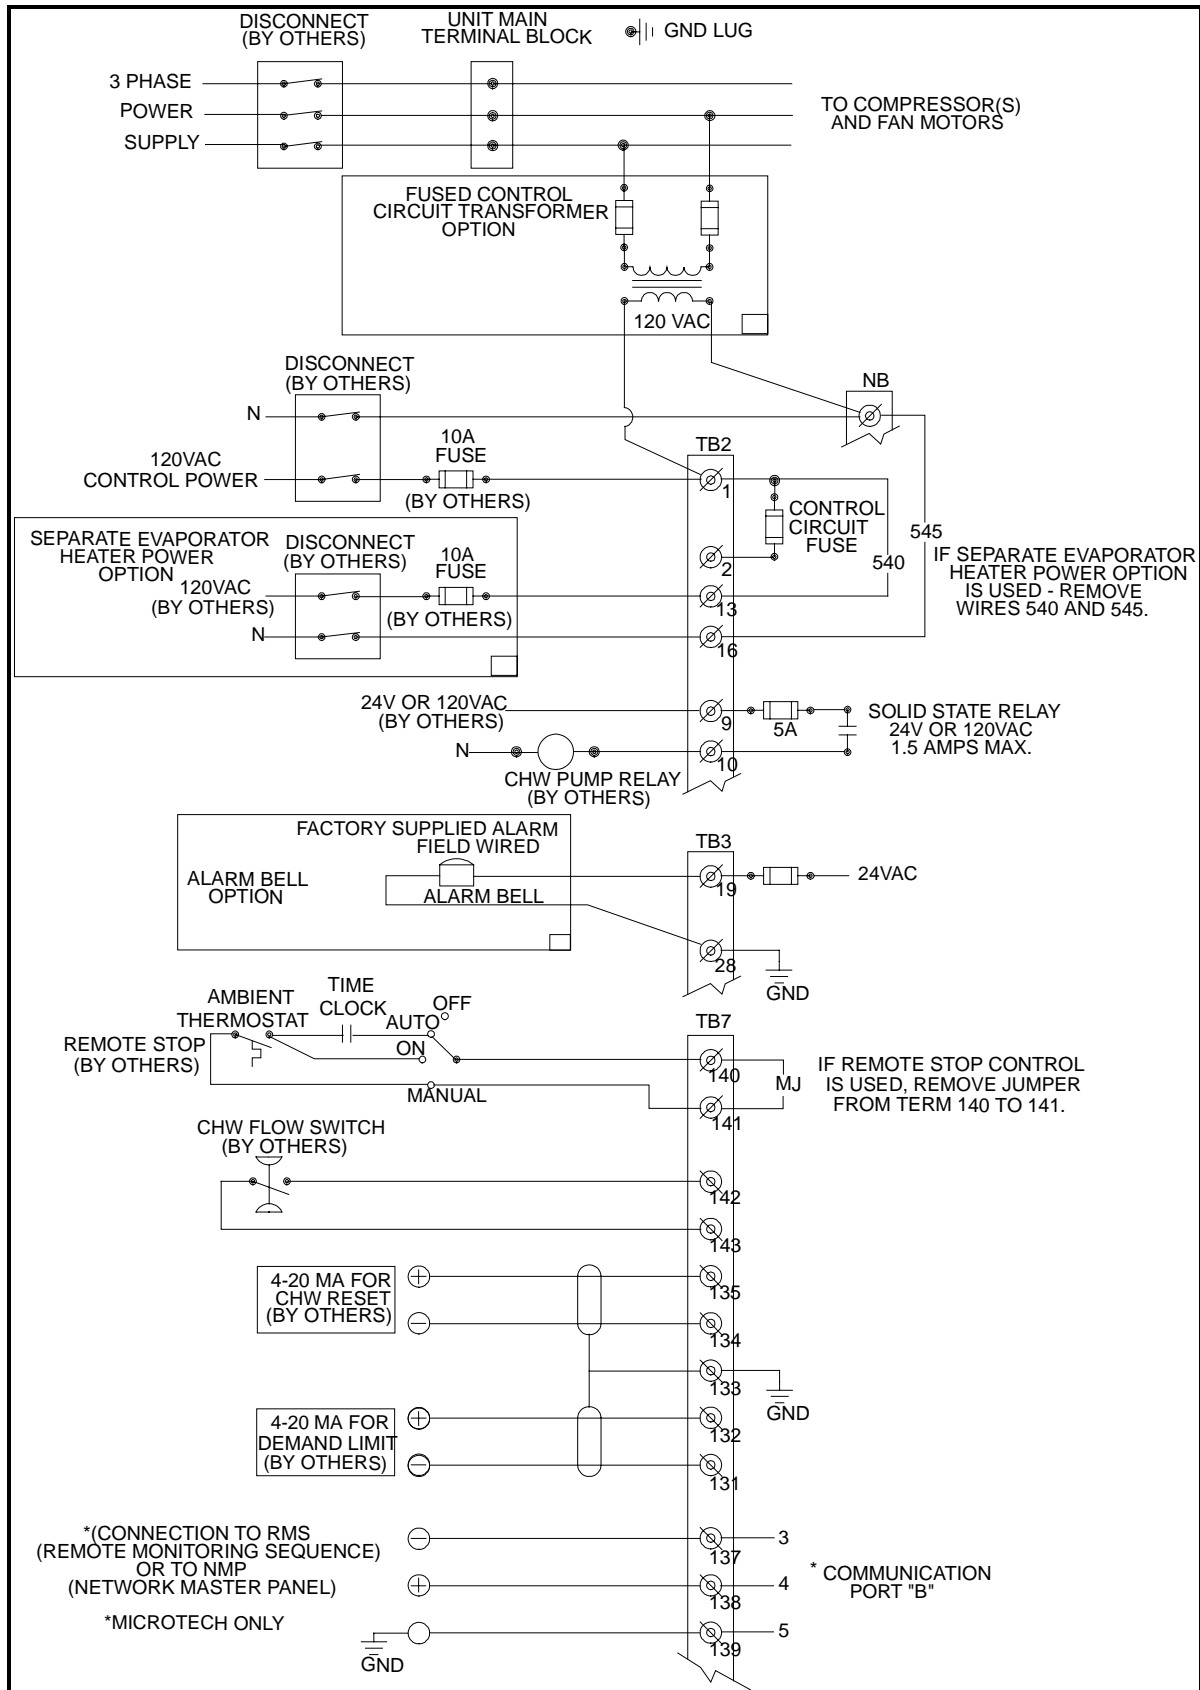 DISCONNECT
(BY OTHERS)
UNIT MAIN
TERMINAL BLOCK
GND LUG
3 PHASE
POWER
SUPPLY
TO COMPRESSOR(S)
AND FAN MOTORS
FUSED CONTROL
CIRCUIT TRANSFORMER
OPTION
120 VAC
DISCONNECT
(BY OTHERS)
NB
N
10A
FUSE
TB2
120VAC
CONTROL POWER
(BY OTHERS)
1
CONTROL
CIRCUIT
FUSE
2
540
545
SEPARATE EVAPORATOR
HEATER POWER
OPTION
DISCONNECT
(BY OTHERS)
10A
FUSE
120VAC
(BY OTHERS)
(BY OTHERS)
N
13
16
IF SEPARATE EVAPORATOR
HEATER POWER OPTION
IS USED - REMOVE
WIRES 540 AND 545.
24V OR 120VAC
(BY OTHERS)
9
5A
SOLID STATE RELAY
24V OR 120VAC
1.5 AMPS MAX.
N
10
CHW PUMP RELAY
(BY OTHERS)
FACTORY SUPPLIED ALARM
FIELD WIRED
ALARM BELL
OPTION
ALARM BELL
TB3
19
24VAC
28
GND
AMBIENT
THERMOSTAT
TIME
CLOCK
OFF
AUTO
ON
REMOTE STOP
(BY OTHERS)
MANUAL
TB7
140
MJ
141
IF REMOTE STOP CONTROL
IS USED, REMOVE JUMPER
FROM TERM 140 TO 141.
CHW FLOW SWITCH
(BY OTHERS)
142
143
4-20 MA FOR
CHW RESET
(BY OTHERS)
+
-
135
134
133
GND
4-20 MA FOR
DEMAND LIMIT
(BY OTHERS)
+
-
132
131
*(CONNECTION TO RMS
(REMOTE MONITORING SEQUENCE)
OR TO NMP
(NETWORK MASTER PANEL)
*MICROTECH ONLY
-
+
GND
137
3
138
4
139
5
* COMMUNICATION
PORT "B"